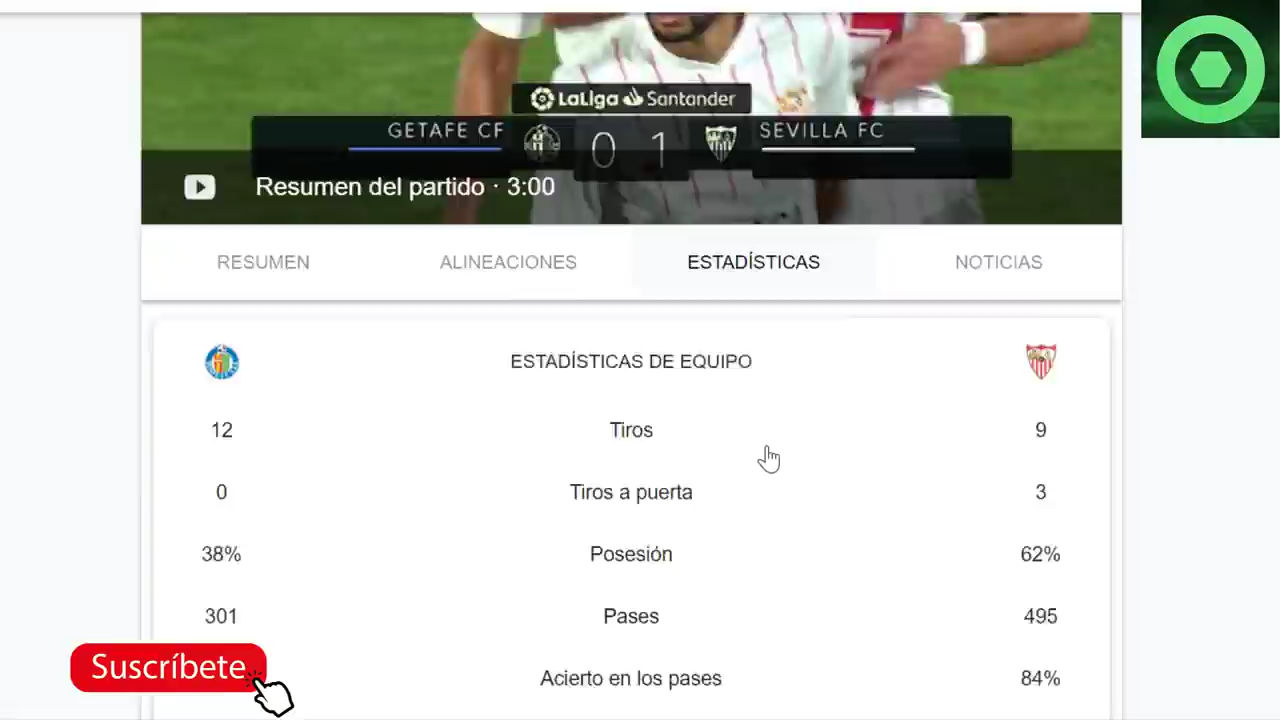 LaLiga Santander
GETAFE CF 0 1 SEVILLA FC
Resumen del partido · 3:00
RESUMEN ALINEACIONES ESTADÍSTICAS NOTICIAS
ESTADÍSTICAS DE EQUIPO
12 Tiros 9
0 Tiros a puerta 3
38% Posesión 62%
301 Pases 495
Suscríbete
Acierto en los pases 84%